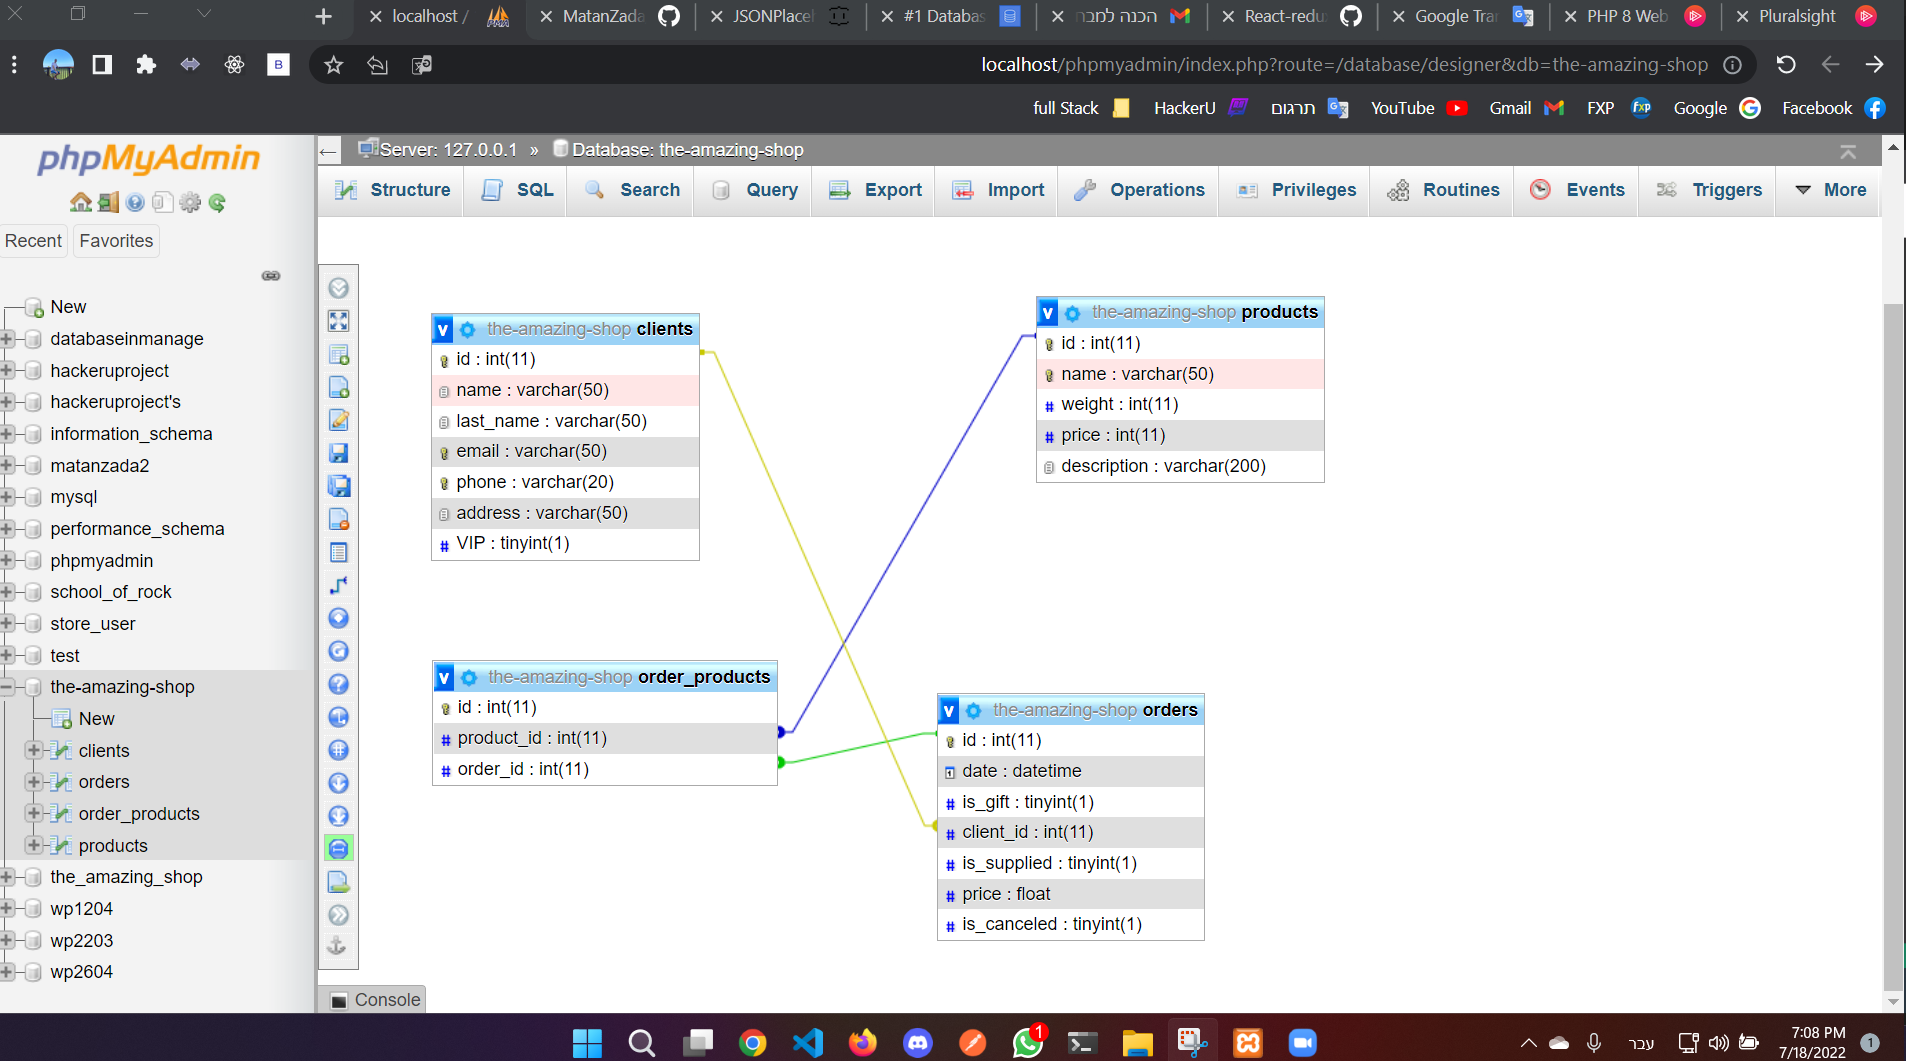 localhost /
MatanZada
JSONPlaceh
#1 Databas
הכנה למבח
React-redu
Google Tran
PHP 8 Web
Pluralsight
B
localhost/phpmyadmin/index.php?route=/database/designer&db=the-amazing-shop
full Stack
HackerU
תרגום
YouTube
Gmail
FXP
Google
Facebook
phpMyAdmin
Recent
Favorites
New
databaseinmanage
hackeruproject
hackeruproject's
information_schema
matanzada2
mysql
performance_schema
phpmyadmin
school_of_rock
store_user
test
the-amazing-shop
New
clients
orders
order_products
products
the_amazing_shop
wp1204
wp2203
wp2604
Server: 127.0.0.1 » Database: the-amazing-shop
Structure
SQL
Search
Query
Export
Import
Operations
Privileges
Routines
Events
Triggers
More
v the-amazing-shop clients
id : int(11)
name : varchar(50)
last_name : varchar(50)
email : varchar(50)
phone : varchar(20)
address : varchar(50)
# VIP : tinyint(1)
v the-amazing-shop products
id : int(11)
name : varchar(50)
# weight : int(11)
# price : int(11)
description : varchar(200)
v the-amazing-shop order_products
id : int(11)
# product_id : int(11)
# order_id : int(11)
v the-amazing-shop orders
id : int(11)
date : datetime
# is_gift : tinyint(1)
# client_id : int(11)
# is_supplied : tinyint(1)
# price : float
# is_canceled : tinyint(1)
Console
1
עבר
7:08 PM
7/18/2022
1